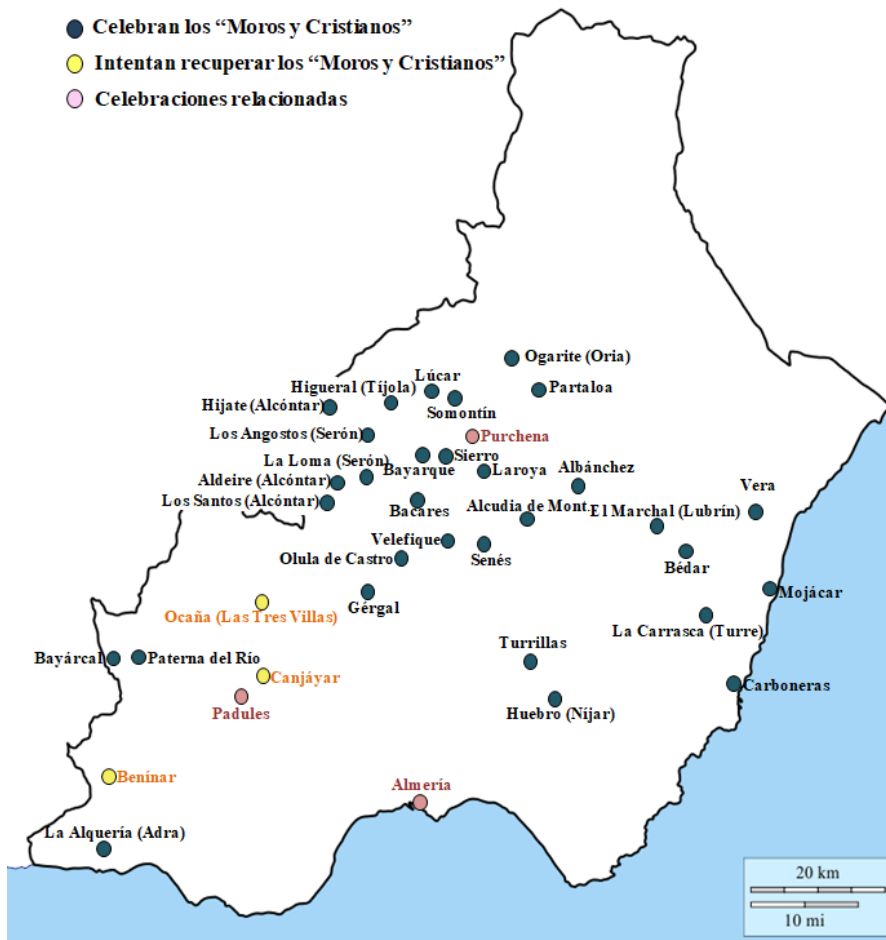 Celebran los “Moros y Cristianos”
Intentan recuperar los “Moros y Cristianos”
Celebraciones relacionadas
Ogarite (Oria)
Lúcar
Higueral (Tíjola)
Partaloa
Hijate (Alcóntar)
Somontín
Los Angostos (Serón)
Purchena
La Loma (Serón)
Sierro
Bayarque
Laroya
Albánchez
Aldeire (Alcóntar)
Vera
Los Santos (Alcóntar)
Bacares
Alcudia de Mont.
El Marchal (Lubrín)
Velefique
Olula de Castro
Senés
Bédar
Mojácar
Gérgal
Ocaña (Las Tres Villas)
La Carrasca (Turre)
Turrillas
Bayárcal
Paterna del Río
Canjáyar
Carboneras
Padules
Huebro (Níjar)
Benínar
Almería
La Alquería (Adra)
20 km
10 mi